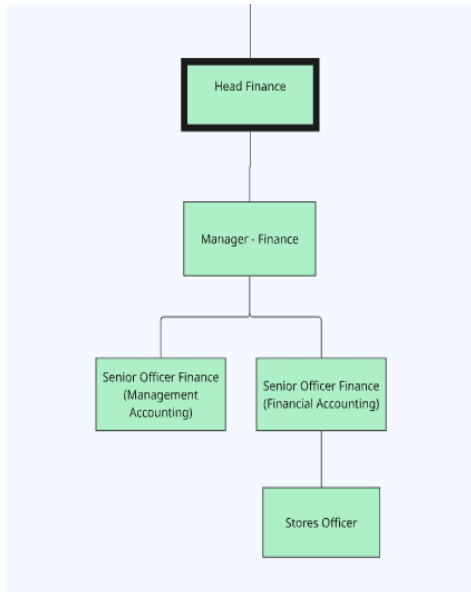 Head Finance
Manager - Finance
Senior Officer Finance
(Management
Accounting)
Senior Officer Finance
(Financial Accounting)
Stores Officer